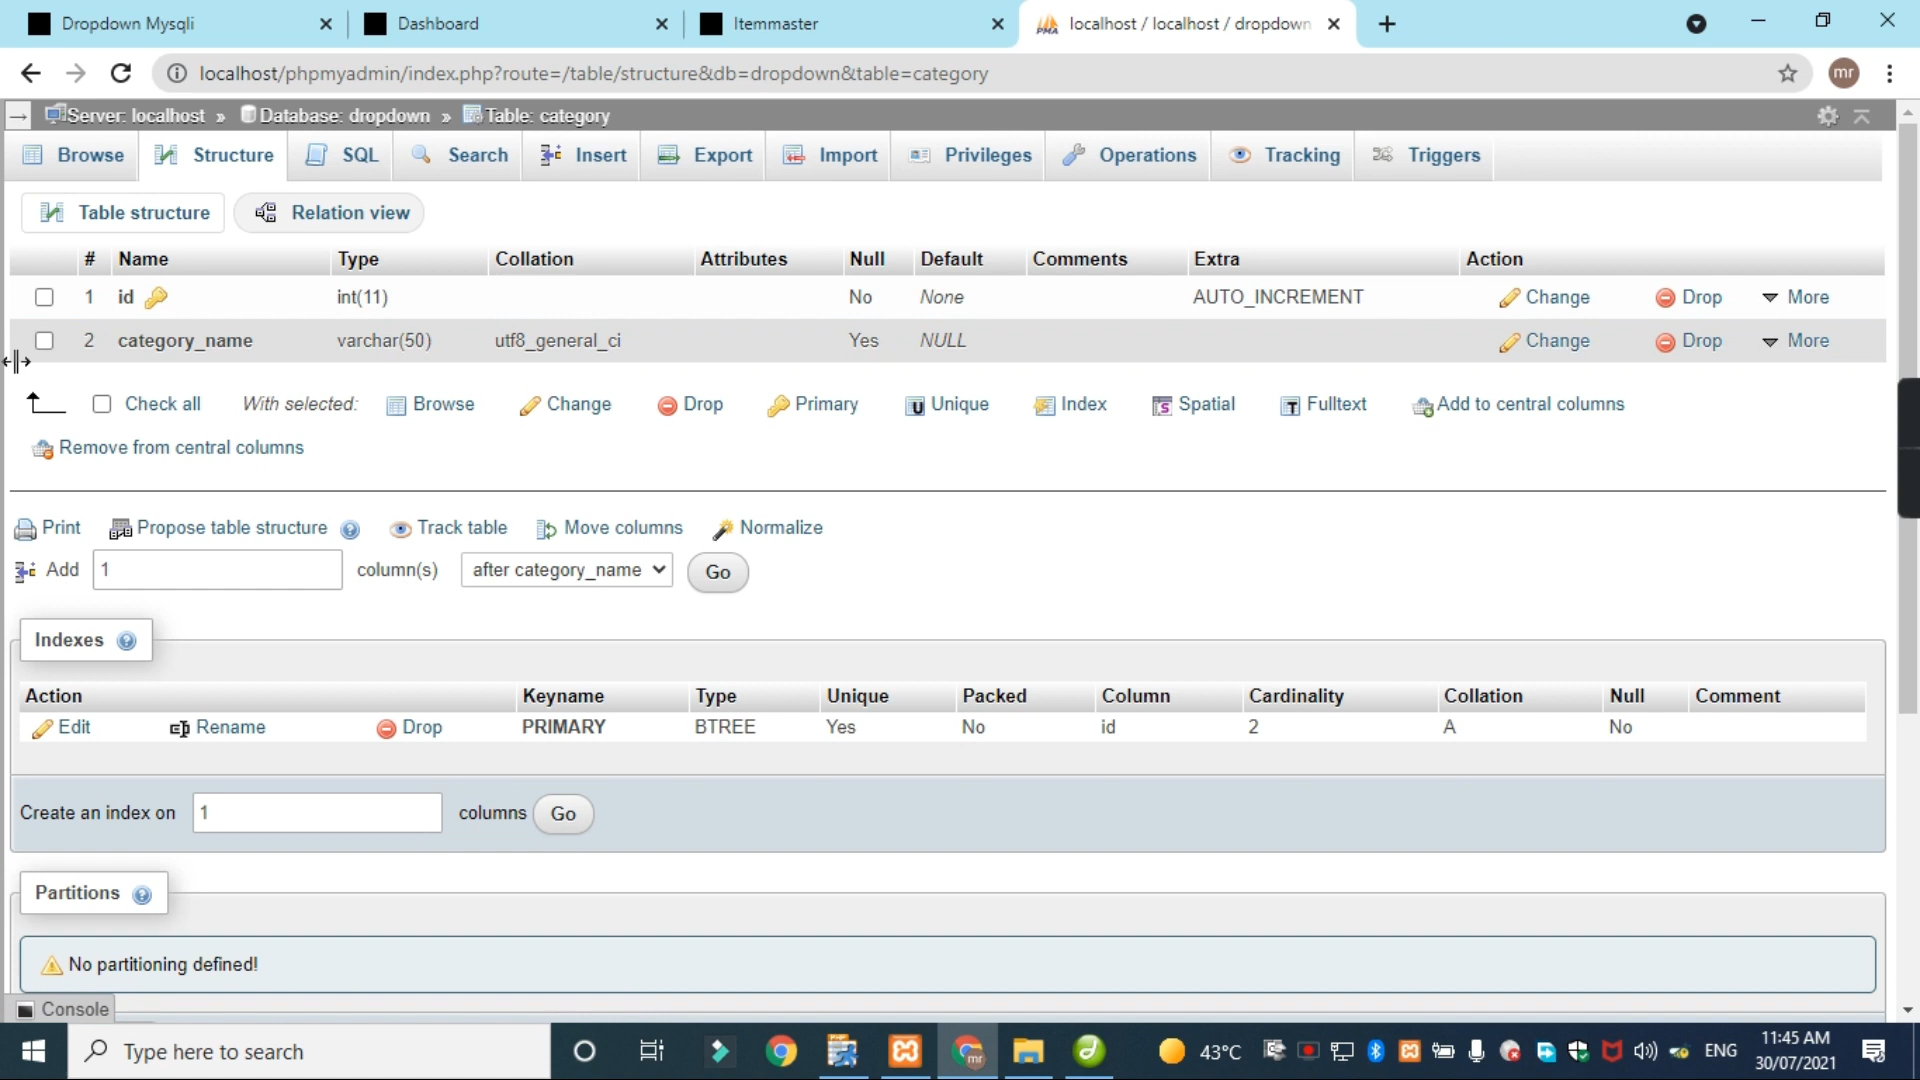 Dropdown Mysqli
Dashboard
Itemmaster
localhost / localhost / dropdown
localhost/phpmyadmin/index.php?route=/table/structure&db=dropdown&table=category
mr
Server: localhost » Database: dropdown » Table: category
Browse Structure SQL Search Insert Export Import Privileges Operations Tracking Triggers
Table structure Relation view
# Name Type Collation Attributes Null Default Comments Extra Action
1 id int(11) No None AUTO_INCREMENT Change Drop More
2 category_name varchar(50) utf8_general_ci Yes NULL Change Drop More
Check all With selected: Browse Change Drop Primary Unique Index Spatial Fulltext Add to central columns
Remove from central columns
Print Propose table structure Track table Move columns Normalize
Add 1 column(s) after category_name Go
Indexes
Action Keyname Type Unique Packed Column Cardinality Collation Null Comment
Edit Rename Drop PRIMARY BTREE Yes No id 2 A No
Create an index on 1 columns Go
Partitions
No partitioning defined!
Console
Type here to search
mr
43°C
ENG
11:45 AM
30/07/2021